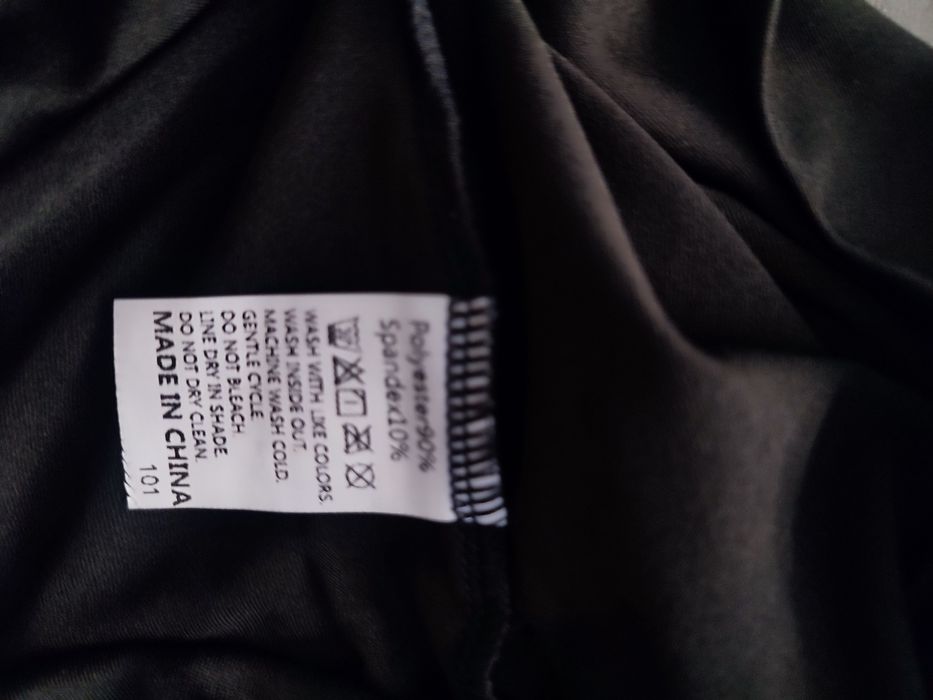 Polyester90%
Spandex10%
WASH WITH LIKE COLORS.
WASH INSIDE OUT.
MACHINE WASH COLD.
GENTLE CYCLE.
DO NOT BLEACH.
LINE DRY IN SHADE.
DO NOT DRY CLEAN.
MADE IN CHINA
101